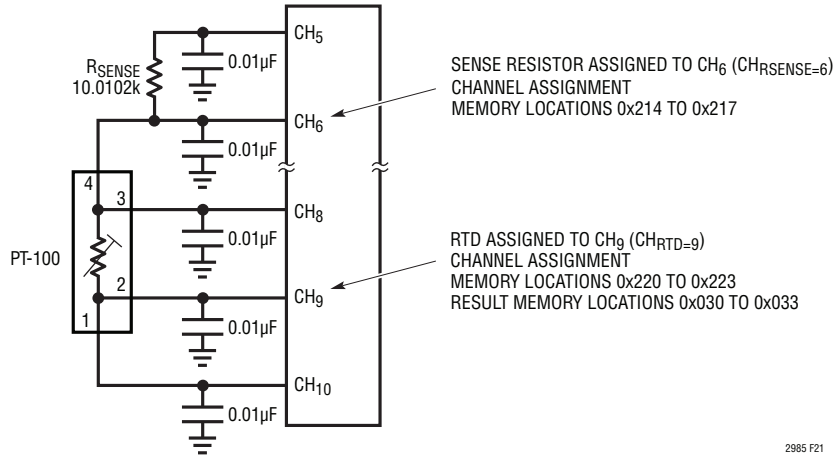 CH5
0.01µF
RSENSE
10.0102k
CH6
0.01µF
4
3
CH8
0.01µF
PT-100
2
CH9
1
0.01µF
CH10
0.01µF
SENSE RESISTOR ASSIGNED TO CH6 (CHRSENSE=6)
CHANNEL ASSIGNMENT
MEMORY LOCATIONS 0x214 TO 0x217
RTD ASSIGNED TO CH9 (CHRTD=9)
CHANNEL ASSIGNMENT
MEMORY LOCATIONS 0x220 TO 0x223
RESULT MEMORY LOCATIONS 0x030 TO 0x033
2985 F21